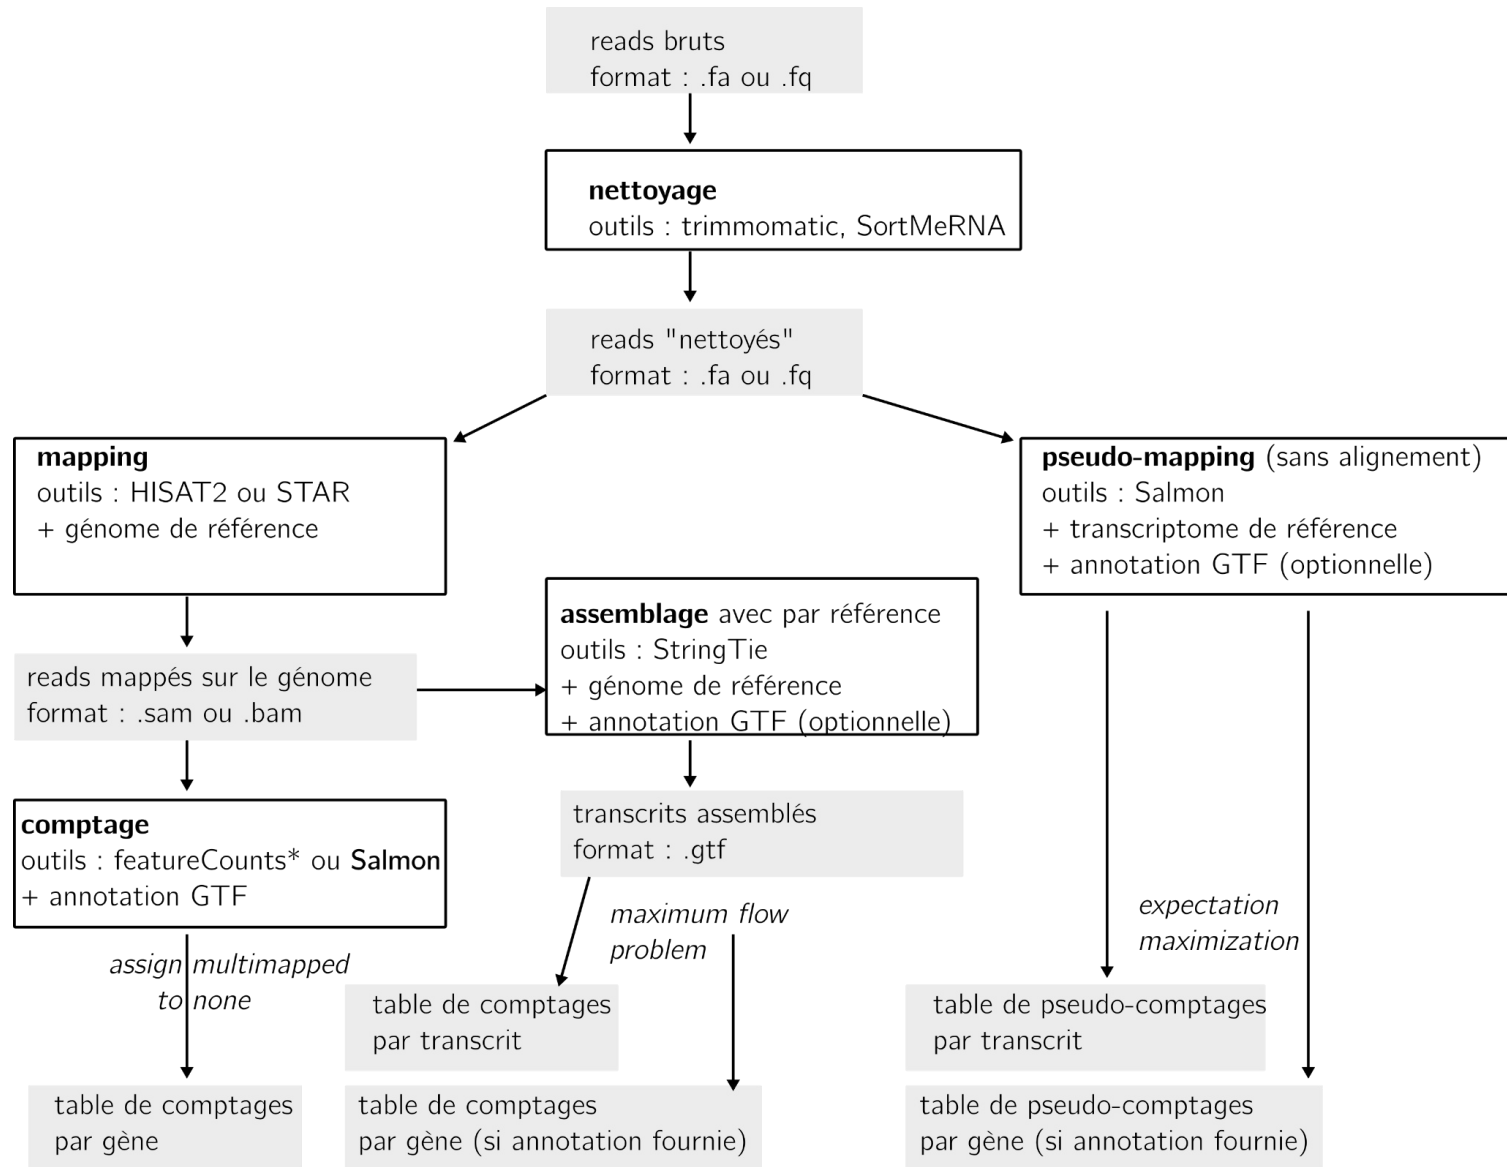 reads bruts
format : .fa ou .fq
nettoyage
outils : trimmomatic, SortMeRNA
reads "nettoyés"
format : .fa ou .fq
mapping
outils : HISAT2 ou STAR
+ génome de référence
pseudo-mapping (sans alignement)
outils : Salmon
+ transcriptome de référence
+ annotation GTF (optionnelle)
assemblage avec par référence
outils : StringTie
+ génome de référence
+ annotation GTF (optionnelle)
reads mappés sur le génome
format : .sam ou .bam
comptage
outils : featureCounts* ou Salmon
+ annotation GTF
transcrits assemblés
format : .gtf
assign multimapped
to none
maximum flow
problem
expectation
maximization
table de comptages
par transcrit
table de pseudo-comptages
par transcrit
table de comptages
par gène
table de comptages
par gène (si annotation fournie)
table de pseudo-comptages
par gène (si annotation fournie)